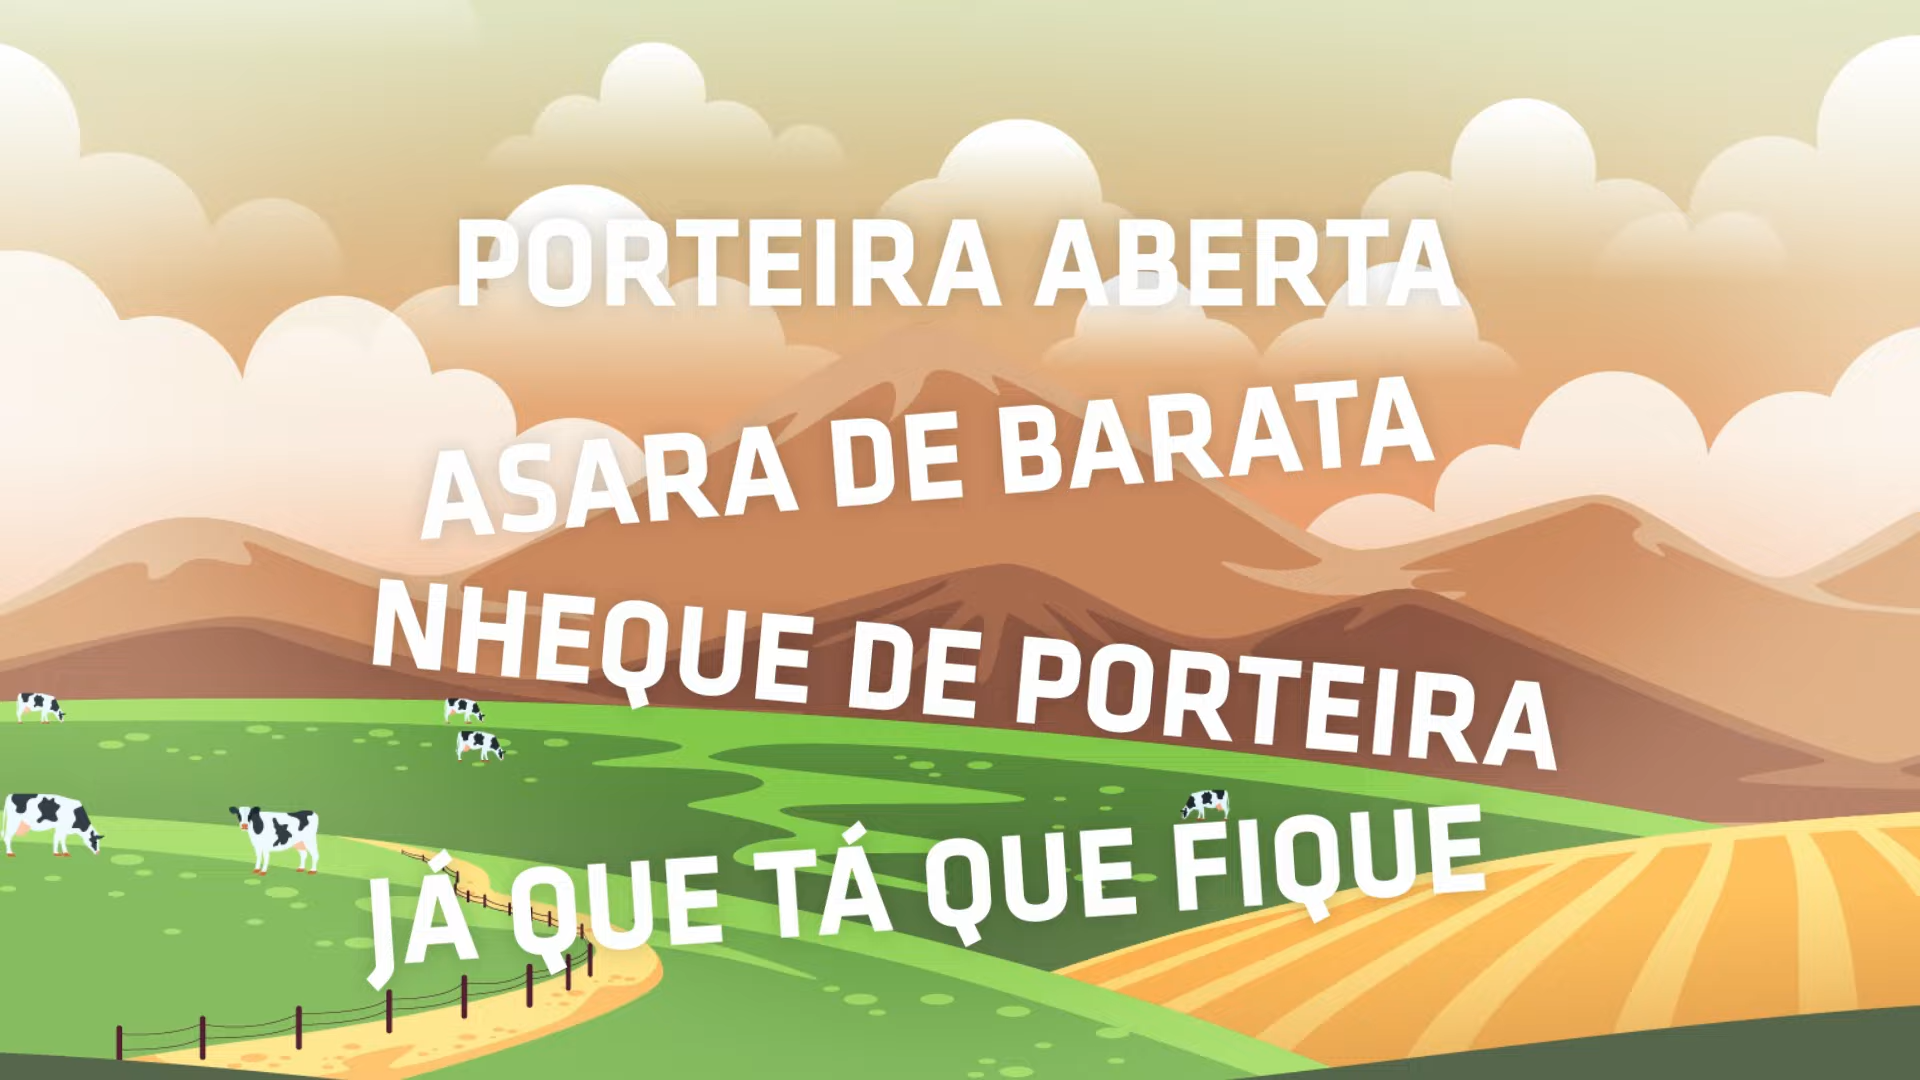 PORTEIRA ABERTA
ASARA DE BARATA
NHEQUE DE PORTEIRA
JÁ QUE TÁ QUE FIQUE